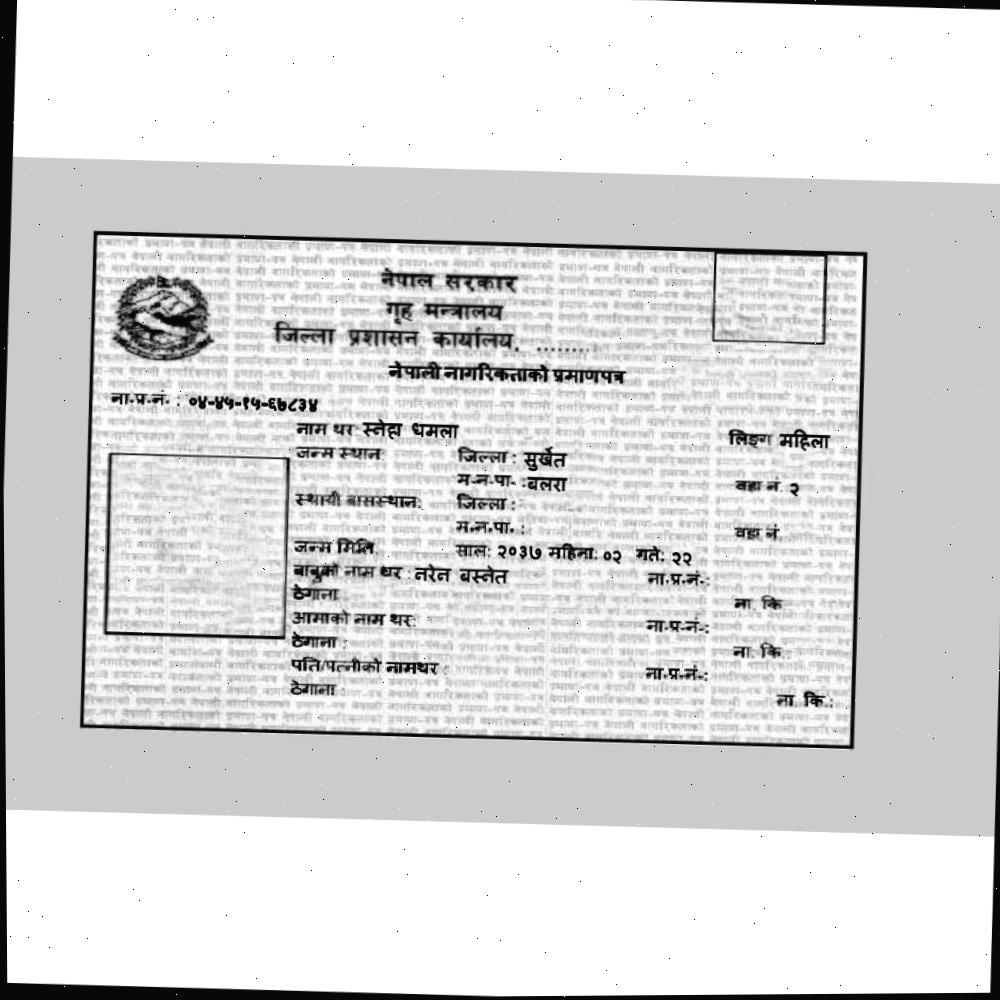 नेपाल सरकार
गृह मन्त्रालय
जिल्ला प्रशासन कार्यालय, ........
नेपाली नागरिकताको प्रमाणपत्र
ना.प्र.नं. : ०४-४५-१५-६७८३४
नाम थर स्नेहा धमला लिङ्ग महिला
जन्म स्थान जिल्ला : सुर्खेत
म.न.पा. : बलरा वडा नं. २
स्थायी बासस्थान: जिल्ला :
म.न.पा. : वडा नं.
जन्म मिति साल: २०३७ महिना: ०२ गते: २२
बाबुको नाम थर : नरेन बस्नेत ना.प्र.नं.:
ठेगाना ना कि
आमाको नाम थर: ना.प्र.नं.:
ठेगाना : ना. कि.
पति/पत्नीको नामथर : ना.प्र.नं.:
ठेगाना ना कि :